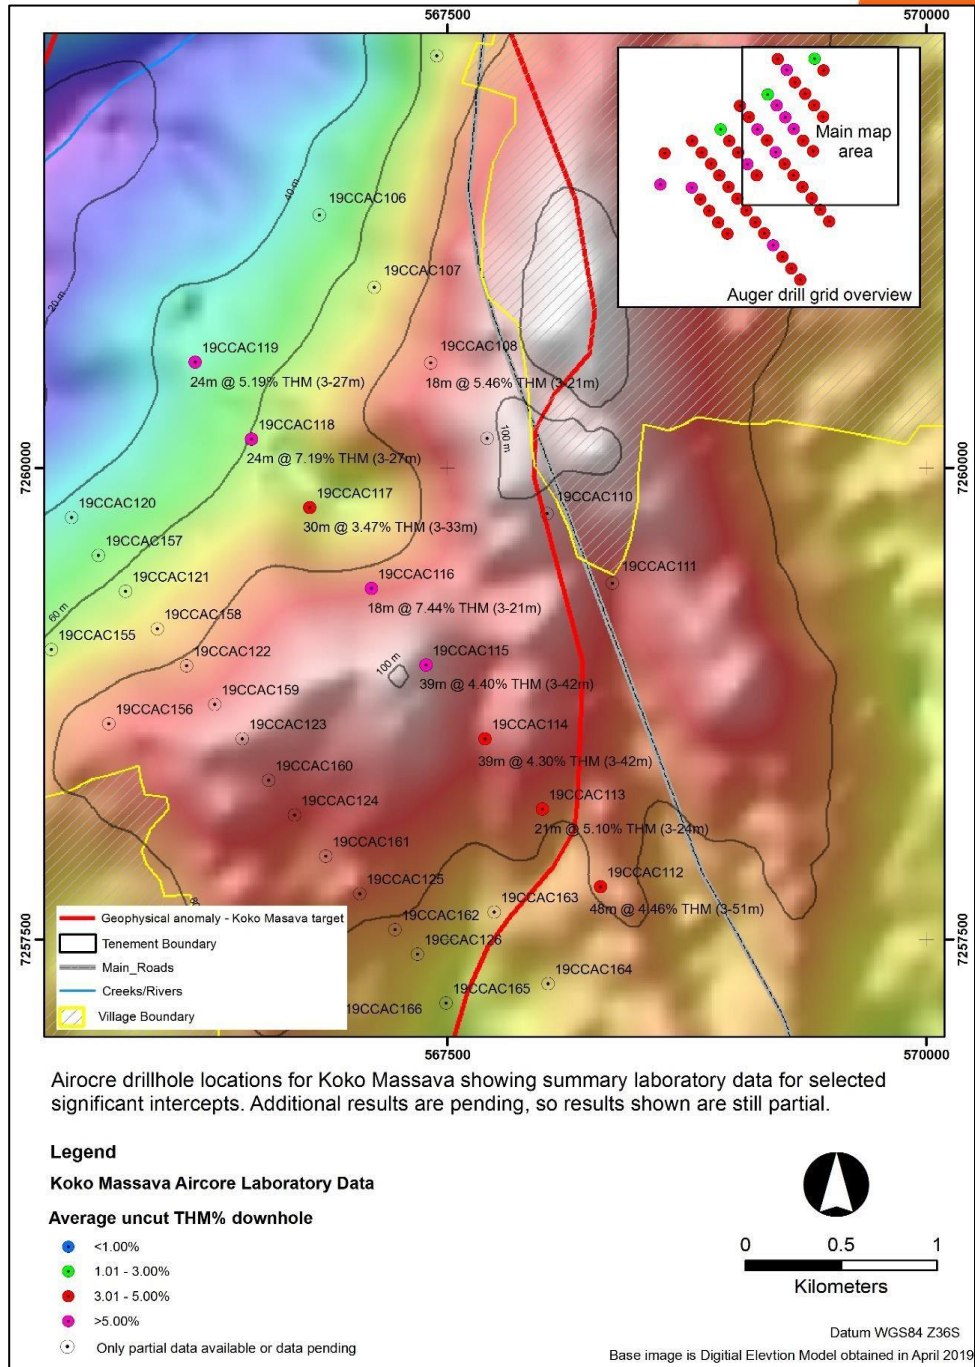 567500
570000
Main map
area
Auger drill grid overview
40 m
20 m
19CCAC106
19CCAC107
19CCAC119
24m @ 5.19% THM (3-27m)
19CCAC108
18m @ 5.46% THM (3-21m)
19CCAC118
24m @ 7.19% THM (3-27m)
100 m
7260000
7260000
19CCAC117
30m @ 3.47% THM (3-33m)
19CCAC110
19CCAC120
19CCAC157
19CCAC121
19CCAC116
18m @ 7.44% THM (3-21m)
19CCAC111
60 m
19CCAC158
19CCAC155
19CCAC122
100 m
19CCAC115
39m @ 4.40% THM (3-42m)
19CCAC159
19CCAC156
19CCAC123
19CCAC114
39m @ 4.30% THM (3-42m)
19CCAC160
19CCAC124
19CCAC113
21m @ 5.10% THM (3-24m)
19CCAC161
19CCAC125
19CCAC112
48m @ 4.46% THM (3-51m)
19CCAC163
19CCAC162
19CCAC126
19CCAC164
19CCAC165
19CCAC166
7257500
7257500
Geophysical anomaly - Koko Masava target
Tenement Boundary
Main_Roads
Creeks/Rivers
Village Boundary
567500
570000
Airocre drillhole locations for Koko Massava showing summary laboratory data for selected
significant intercepts. Additional results are pending, so results shown are still partial.
Legend
Koko Massava Aircore Laboratory Data
Average uncut THM% downhole
<1.00%
1.01 - 3.00%
3.01 - 5.00%
>5.00%
Only partial data available or data pending
0 0.5 1
Kilometers
Datum WGS84 Z36S
Base image is Digitial Elevtion Model obtained in April 2019